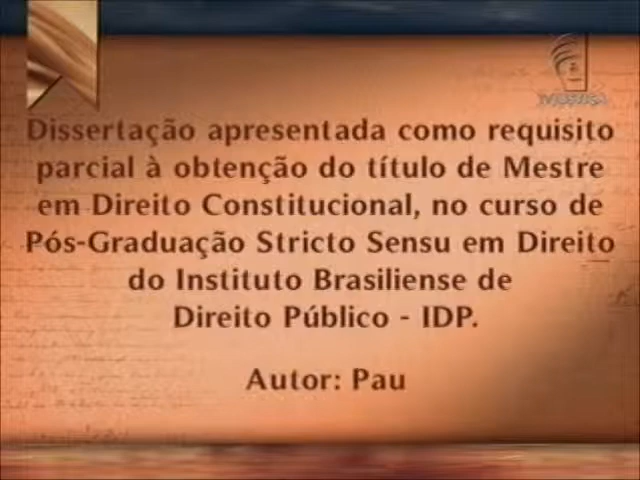 Dissertação apresentada como requisito
parcial à obtenção do título de Mestre
em Direito Constitucional, no curso de
Pós-Graduação Stricto Sensu em Direito
do Instituto Brasiliense de
Direito Público - IDP.
Autor: Pau